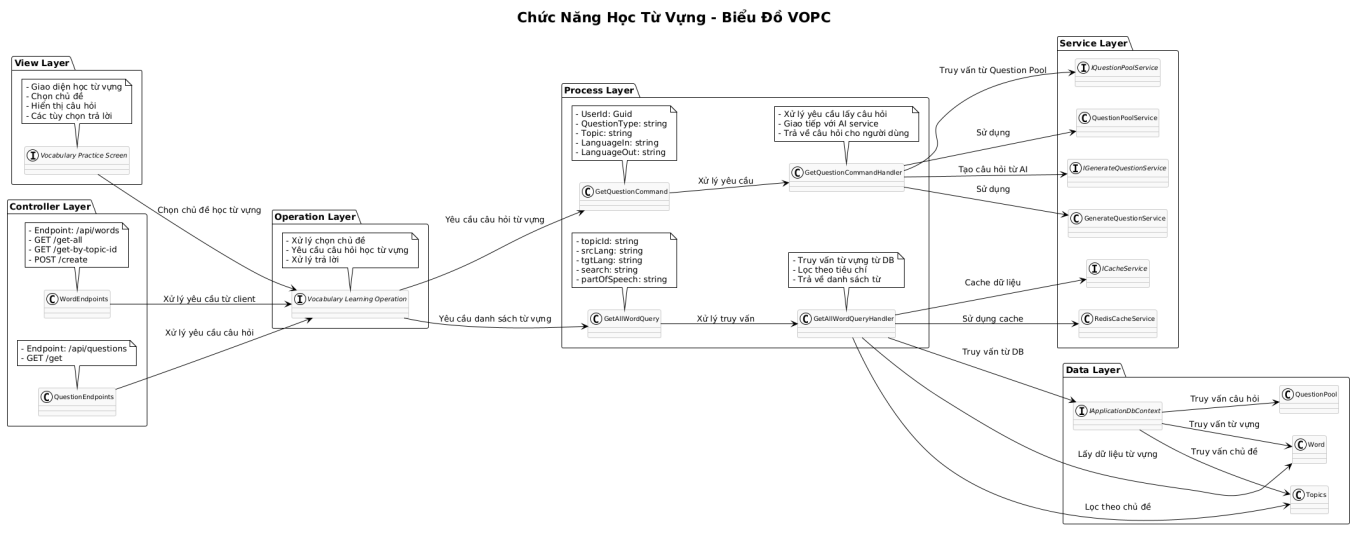 Chức Năng Học Từ Vựng - Biểu Đồ VOPC
View Layer
- Giao diện học từ vựng
- Chọn chủ đề
- Hiển thị câu hỏi
- Các tùy chọn trả lời
I Vocabulary Practice Screen
Controller Layer
- Endpoint: /api/words
- GET /get-all
- GET /get-by-topic-id
- POST /create
C WordEndpoints
- Endpoint: /api/questions
- GET /get
C QuestionEndpoints
Chọn chủ đề học từ vựng
Xử lý yêu cầu từ client
Xử lý yêu cầu câu hỏi
Operation Layer
- Xử lý chọn chủ đề
- Yêu cầu câu hỏi học từ vựng
- Xử lý trả lời
I Vocabulary Learning Operation
Yêu cầu câu hỏi từ vựng
Yêu cầu danh sách từ vựng
Process Layer
- UserId: Guid
- QuestionType: string
- Topic: string
- LanguageIn: string
- LanguageOut: string
C GetQuestionCommand
Xử lý yêu cầu
- Xử lý yêu cầu lấy câu hỏi
- Giao tiếp với AI service
- Trả về câu hỏi cho người dùng
C GetQuestionCommandHandler
- topicId: string
- srcLang: string
- tgtLang: string
- search: string
- partOfSpeech: string
C GetAllWordQuery
Xử lý truy vấn
- Truy vấn từ vựng từ DB
- Lọc theo tiêu chí
- Trả về danh sách từ
C GetAllWordQueryHandler
Truy vấn từ Question Pool
Sử dụng
Tạo câu hỏi từ AI
Sử dụng
Cache dữ liệu
Sử dụng cache
Truy vấn từ DB
Lấy dữ liệu từ vựng
Lọc theo chủ đề
Service Layer
I IQuestionPoolService
C QuestionPoolService
I IGenerateQuestionService
C GenerateQuestionService
I ICacheService
C RedisCacheService
Data Layer
I IApplicationDbContext
Truy vấn câu hỏi
Truy vấn từ vựng
Truy vấn chủ đề
C QuestionPool
C Word
C Topics